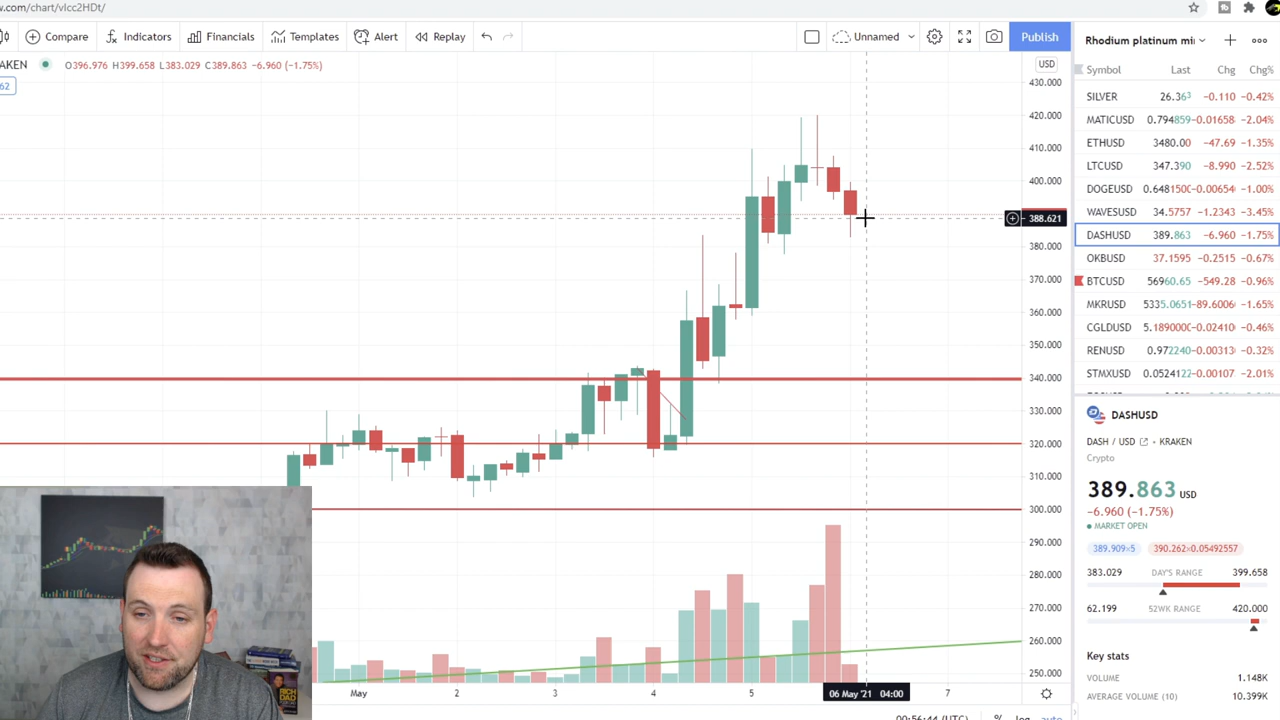 w.com/chart/vlcc2HDt/
Compare Indicators Financials Templates Alert Replay Unnamed Publish
Rhodium platinum mi
AKEN O396.976 H399.658 L383.029 C389.863 −6.960 (−1.75%)
62
USD
430.000
420.000
410.000
400.000
388.621
380.000
370.000
360.000
350.000
340.000
330.000
320.000
310.000
300.000
290.000
280.000
270.000
260.000
250.000
May 2 3 4 5 06 May '21 04:00 7
00:56:44 (UTC) % log auto
Symbol Last Chg Chg%
SILVER 26.363 −0.110 −0.42%
MATICUSD 0.794859 −0.01658 −2.04%
ETHUSD 3480.00 −47.69 −1.35%
LTCUSD 347.390 −8.990 −2.52%
DOGEUSD 0.648150 −0.00654 −1.00%
WAVESUSD 34.5757 −1.2343 −3.45%
DASHUSD 389.863 −6.960 −1.75%
OKBUSD 37.1595 −0.2515 −0.67%
BTCUSD 56960.65 −549.28 −0.96%
MKRUSD 5335.0651 −89.6006 −1.65%
CGLDUSD 5.189000 −0.02410 −0.46%
RENUSD 0.972240 −0.00313 −0.32%
STMXUSD 0.0524122 −0.00107 −2.01%
DASHUSD
DASH / USD • KRAKEN
Crypto
389.863 USD
−6.960 (−1.75%)
MARKET OPEN
389.909×5 390.262×0.05492557
383.029 DAY'S RANGE 399.658
62.199 52WK RANGE 420.000
Key stats
VOLUME 1.148K
AVERAGE VOLUME (10) 10.399K
RICH
DAD